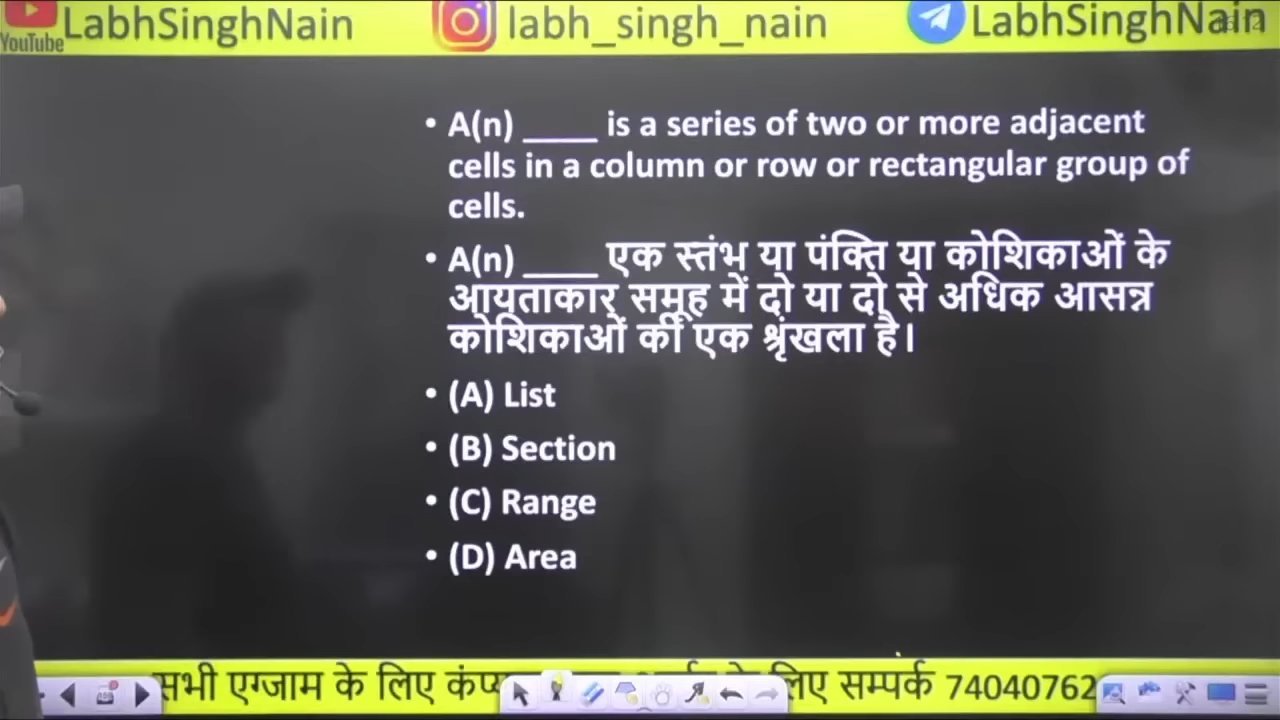 YouTube LabhSinghNain labh_singh_nain LabhSinghNain
• A(n) ____ is a series of two or more adjacent
cells in a column or row or rectangular group of
cells.
• A(n) ____ एक स्तंभ या पंक्ति या कोशिकाओं के
आयताकार समूह में दो या दो से अधिक आसन्न
कोशिकाओं की एक श्रृंखला है।
• (A) List
• (B) Section
• (C) Range
• (D) Area
सभी एग्जाम के लिए लिए सम्पर्क 74040762